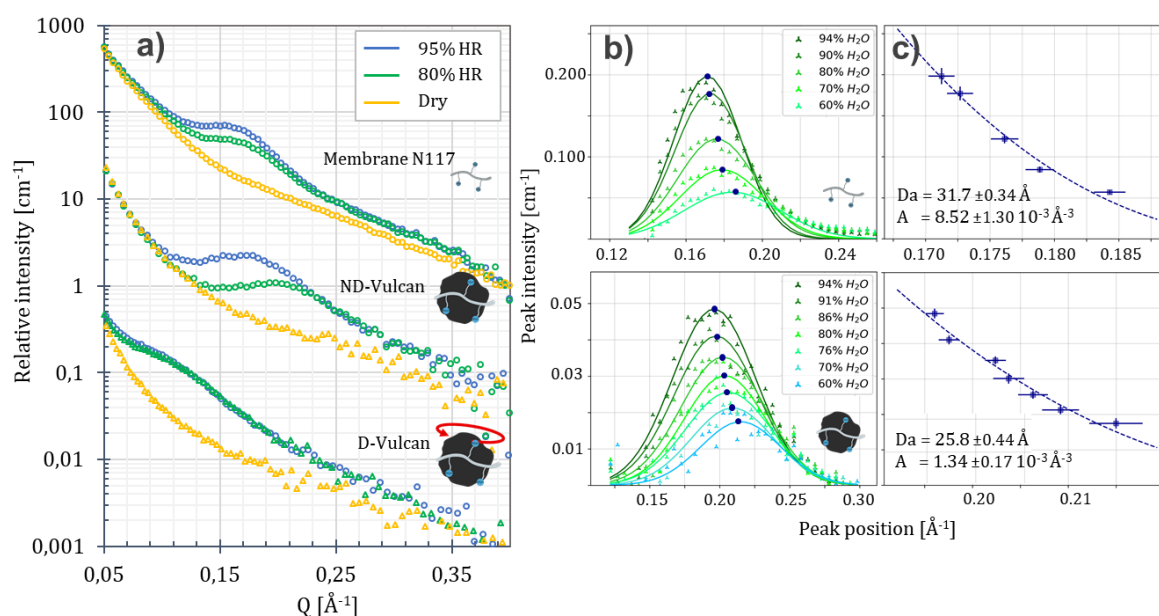 a)
1000
100
10
1
0,1
0,01
0,001
Relative intensity [cm⁻¹]
95% HR
80% HR
Dry
Membrane N117
ND-Vulcan
D-Vulcan
0,05
0,15
0,25
0,35
Q [Å⁻¹]
b)
94% H₂O
90% H₂O
80% H₂O
70% H₂O
60% H₂O
0.200
0.100
0.12
0.16
0.20
0.24
Peak intensity [cm⁻¹]
94% H₂O
91% H₂O
86% H₂O
80% H₂O
76% H₂O
70% H₂O
60% H₂O
0.05
0.03
0.01
0.15
0.20
0.25
0.30
c)
Da = 31.7 ±0.34 Å
A = 8.52 ±1.30 10⁻³ Å⁻³
0.170
0.175
0.180
0.185
Da = 25.8 ±0.44 Å
A = 1.34 ±0.17 10⁻³ Å⁻³
0.20
0.21
Peak position [Å⁻¹]